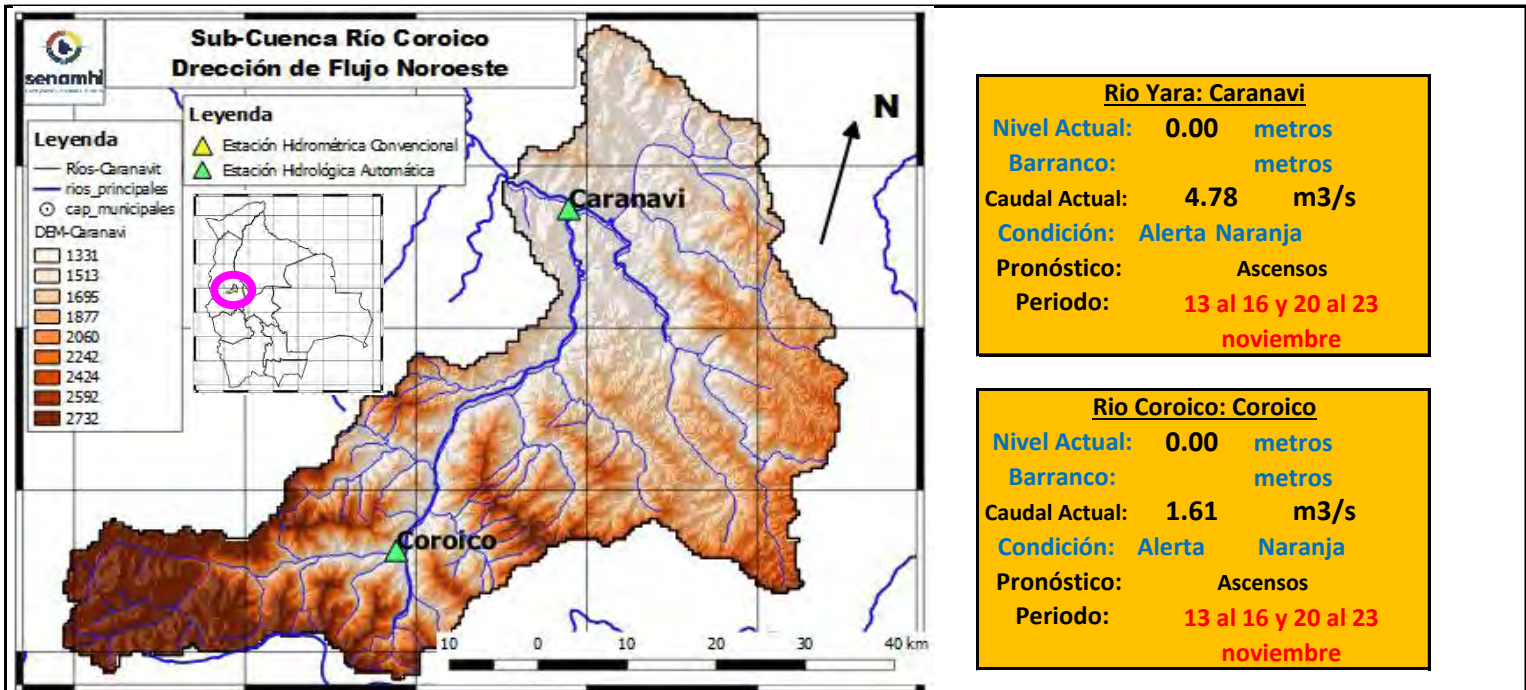 senamhi
Sub-Cuenca Río Coroico
Drección de Flujo Noroeste
Leyenda
Estación Hidrométrica Convencional
Estación Hidrológica Automática
Leyenda
Ríos-Caranavit
rios_principales
cap_municipales
DEM-Caranavi
1331
1513
1695
1877
2060
2242
2424
2592
2732
N
Caranavi
Coroico
10 0 10 20 30 40 km
Rio Yara: Caranavi
Nivel Actual: 0.00 metros
Barranco: metros
Caudal Actual: 4.78 m3/s
Condición: Alerta Naranja
Pronóstico: Ascensos
Periodo: 13 al 16 y 20 al 23
noviembre
Rio Coroico: Coroico
Nivel Actual: 0.00 metros
Barranco: metros
Caudal Actual: 1.61 m3/s
Condición: Alerta Naranja
Pronóstico: Ascensos
Periodo: 13 al 16 y 20 al 23
noviembre